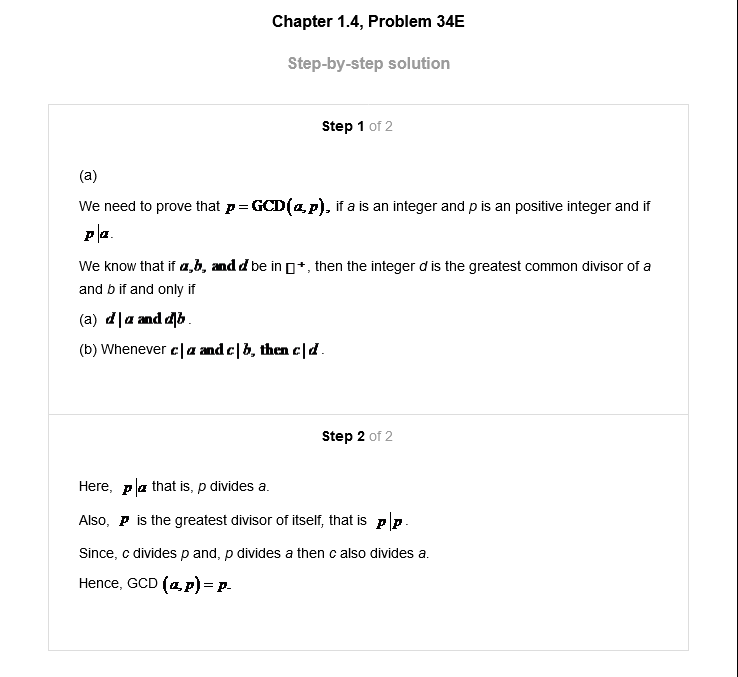 Chapter 1.4, Problem 34E
Step-by-step solution
Step 1 of 2
(a)
We need to prove that p = GCD(a,p), if a is an integer and p is an positive integer and if
p|a.
We know that if a,b, and d be in ▯⁺, then the integer d is the greatest common divisor of a
and b if and only if
(a) d|a and d|b.
(b) Whenever c|a and c|b, then c|d.
Step 2 of 2
Here, p|a that is, p divides a.
Also, p is the greatest divisor of itself, that is p|p.
Since, c divides p and, p divides a then c also divides a.
Hence, GCD (a,p) = p.